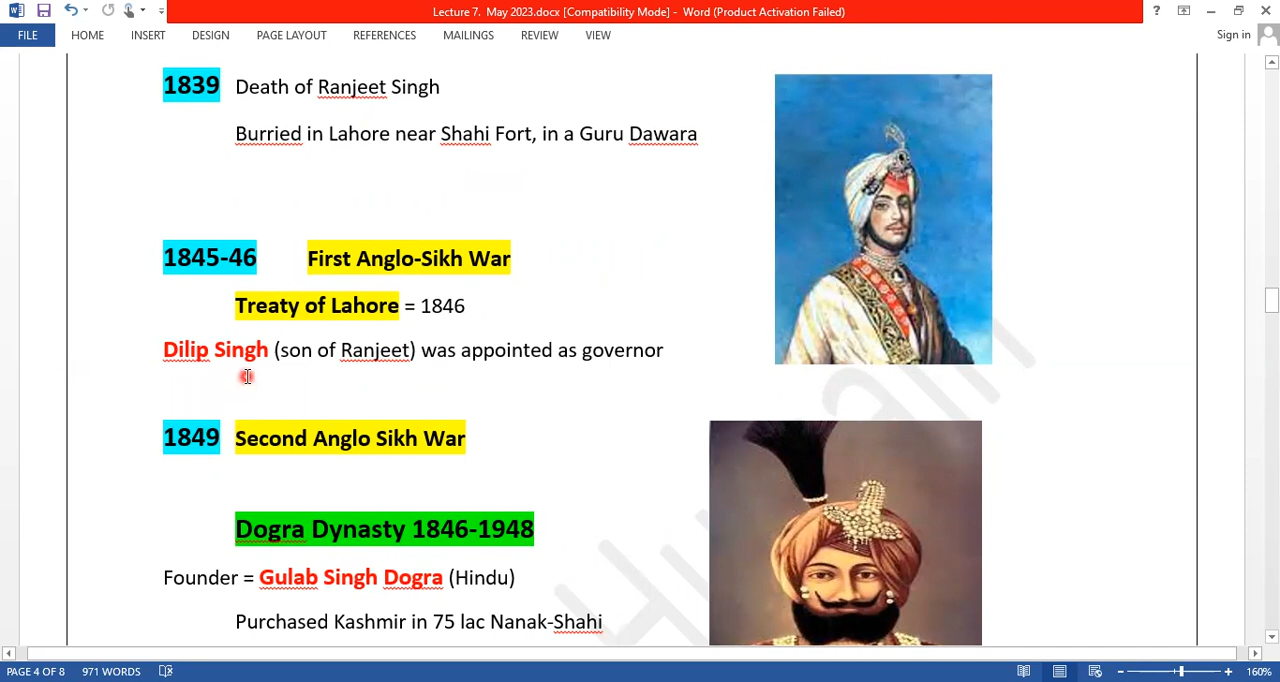 Lecture 7. May 2023.docx [Compatibility Mode] - Word (Product Activation Failed)
FILE HOME INSERT DESIGN PAGE LAYOUT REFERENCES MAILINGS REVIEW VIEW Sign in
1839 Death of Ranjeet Singh
Burried in Lahore near Shahi Fort, in a Guru Dawara
1845-46 First Anglo-Sikh War
Treaty of Lahore = 1846
Dilip Singh (son of Ranjeet) was appointed as governor
1849 Second Anglo Sikh War
Dogra Dynasty 1846-1948
Founder = Gulab Singh Dogra (Hindu)
Purchased Kashmir in 75 lac Nanak-Shahi
PAGE 4 OF 8 971 WORDS 160%